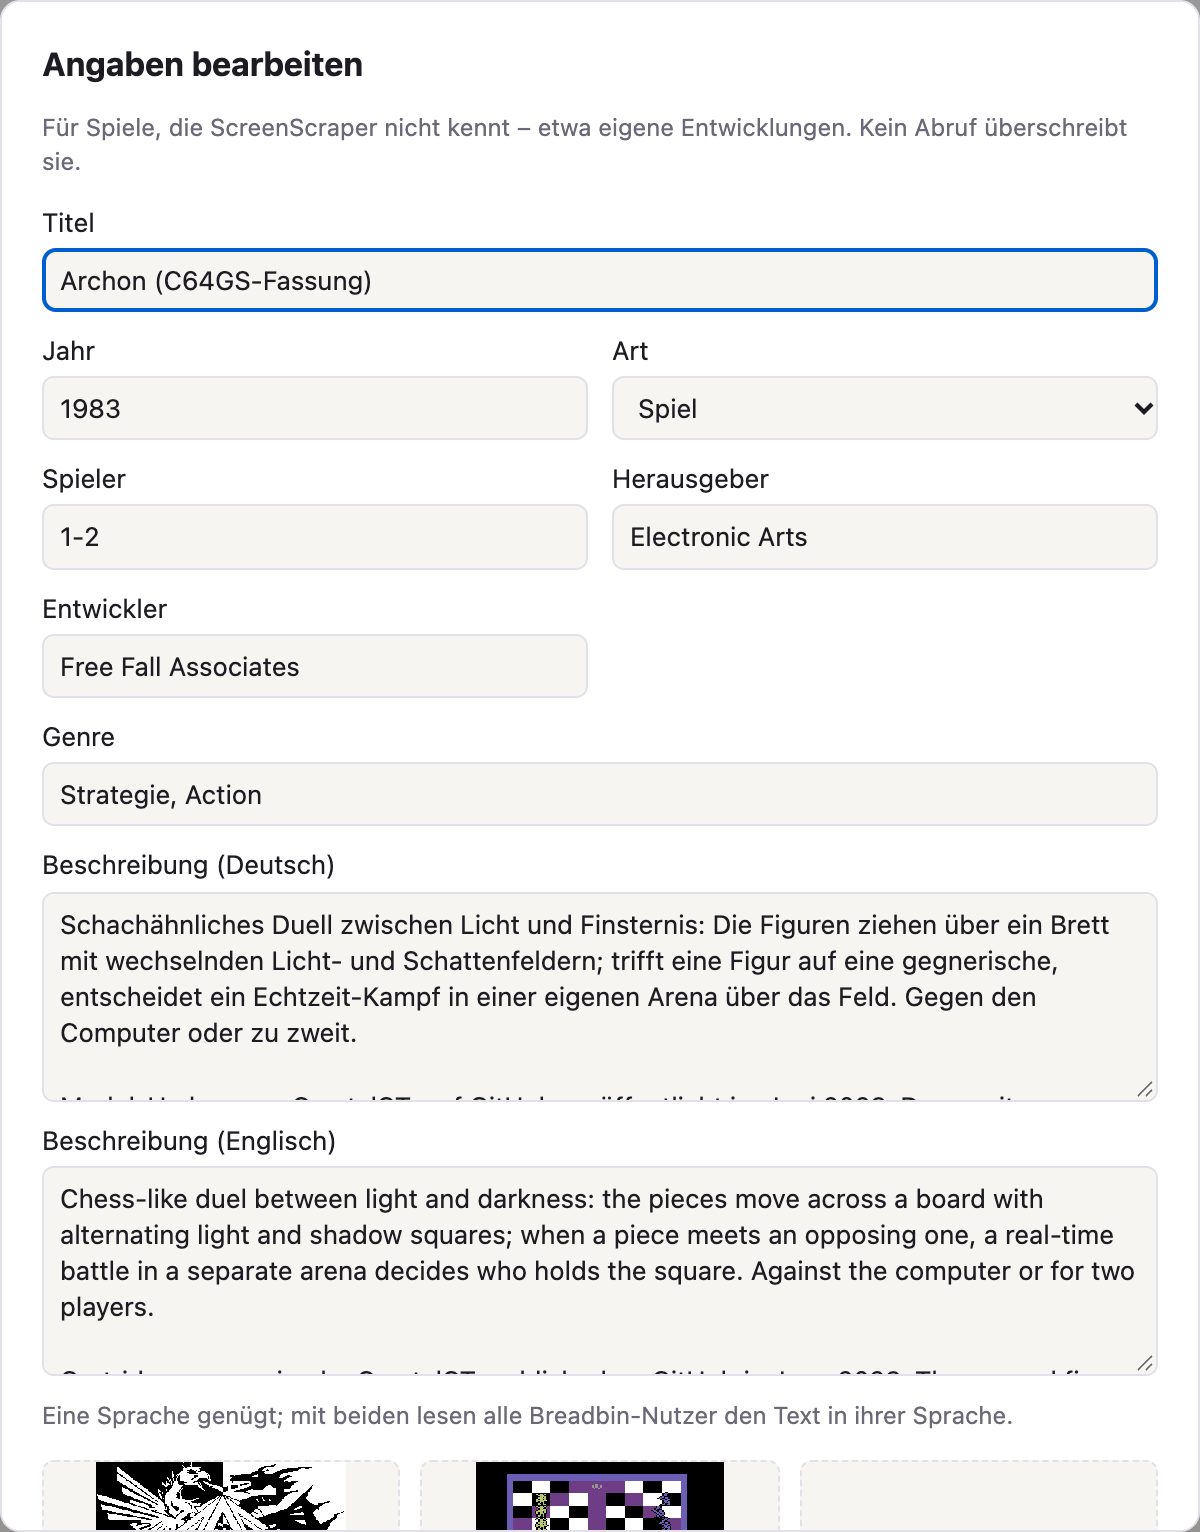 Angaben bearbeiten
Für Spiele, die ScreenScraper nicht kennt – etwa eigene Entwicklungen. Kein Abruf überschreibt
sie.
Titel
Archon (C64GS-Fassung)
Jahr
Art
1983
Spiel
Spieler
Herausgeber
1-2
Electronic Arts
Entwickler
Free Fall Associates
Genre
Strategie, Action
Beschreibung (Deutsch)
Schachähnliches Duell zwischen Licht und Finsternis: Die Figuren ziehen über ein Brett
mit wechselnden Licht- und Schattenfeldern; trifft eine Figur auf eine gegnerische,
entscheidet ein Echtzeit-Kampf in einer eigenen Arena über das Feld. Gegen den
Computer oder zu zweit.
Beschreibung (Englisch)
Chess-like duel between light and darkness: the pieces move across a board with
alternating light and shadow squares; when a piece meets an opposing one, a real-time
battle in a separate arena decides who holds the square. Against the computer or for two
players.
Eine Sprache genügt; mit beiden lesen alle Breadbin-Nutzer den Text in ihrer Sprache.